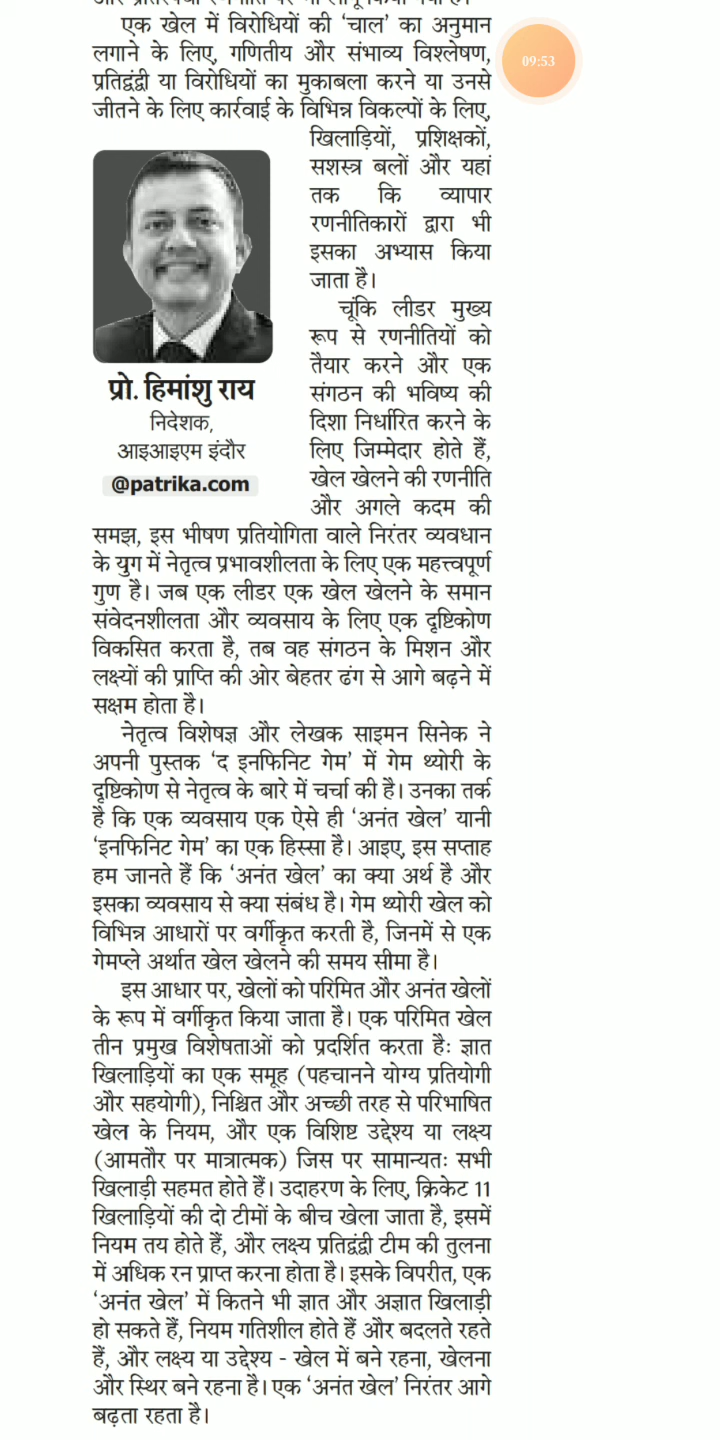 एक खेल में विरोधियों की ‘चाल’ का अनुमान
लगाने के लिए, गणितीय और संभाव्य विश्लेषण,
प्रतिद्वंद्वी या विरोधियों का मुकाबला करने या उनसे
जीतने के लिए कार्रवाई के विभिन्न विकल्पों के लिए,
खिलाड़ियों, प्रशिक्षकों,
सशस्त्र बलों और यहां
तक कि व्यापार
रणनीतिकारों द्वारा भी
इसका अभ्यास किया
जाता है।
चूंकि लीडर मुख्य
रूप से रणनीतियों को
तैयार करने और एक
संगठन की भविष्य की
दिशा निर्धारित करने के
लिए जिम्मेदार होते हैं,
खेल खेलने की रणनीति
और अगले कदम की
समझ, इस भीषण प्रतियोगिता वाले निरंतर व्यवधान
के युग में नेतृत्व प्रभावशीलता के लिए एक महत्त्वपूर्ण
गुण है। जब एक लीडर एक खेल खेलने के समान
संवेदनशीलता और व्यवसाय के लिए एक दृष्टिकोण
विकसित करता है, तब वह संगठन के मिशन और
लक्ष्यों की प्राप्ति की ओर बेहतर ढंग से आगे बढ़ने में
सक्षम होता है।
नेतृत्व विशेषज्ञ और लेखक साइमन सिनेक ने
अपनी पुस्तक ‘द इनफिनिट गेम’ में गेम थ्योरी के
दृष्टिकोण से नेतृत्व के बारे में चर्चा की है। उनका तर्क
है कि एक व्यवसाय एक ऐसे ही ‘अनंत खेल’ यानी
‘इनफिनिट गेम’ का एक हिस्सा है। आइए, इस सप्ताह
हम जानते हैं कि ‘अनंत खेल’ का क्या अर्थ है और
इसका व्यवसाय से क्या संबंध है। गेम थ्योरी खेल को
विभिन्न आधारों पर वर्गीकृत करती है, जिनमें से एक
गेमप्ले अर्थात खेल खेलने की समय सीमा है।
इस आधार पर, खेलों को परिमित और अनंत खेलों
के रूप में वर्गीकृत किया जाता है। एक परिमित खेल
तीन प्रमुख विशेषताओं को प्रदर्शित करता हैः ज्ञात
खिलाड़ियों का एक समूह (पहचानने योग्य प्रतियोगी
और सहयोगी), निश्चित और अच्छी तरह से परिभाषित
खेल के नियम, और एक विशिष्ट उद्देश्य या लक्ष्य
(आमतौर पर मात्रात्मक) जिस पर सामान्यतः सभी
खिलाड़ी सहमत होते हैं। उदाहरण के लिए, क्रिकेट 11
खिलाड़ियों की दो टीमों के बीच खेला जाता है, इसमें
नियम तय होते हैं, और लक्ष्य प्रतिद्वंद्वी टीम की तुलना
में अधिक रन प्राप्त करना होता है। इसके विपरीत, एक
‘अनंत खेल’ में कितने भी ज्ञात और अज्ञात खिलाड़ी
हो सकते हैं, नियम गतिशील होते हैं और बदलते रहते
हैं, और लक्ष्य या उद्देश्य - खेल में बने रहना, खेलना
और स्थिर बने रहना है। एक ‘अनंत खेल’ निरंतर आगे
बढ़ता रहता है।
प्रो. हिमांशु राय
निदेशक,
आइआइएम इंदौर
@patrika.com
09:53